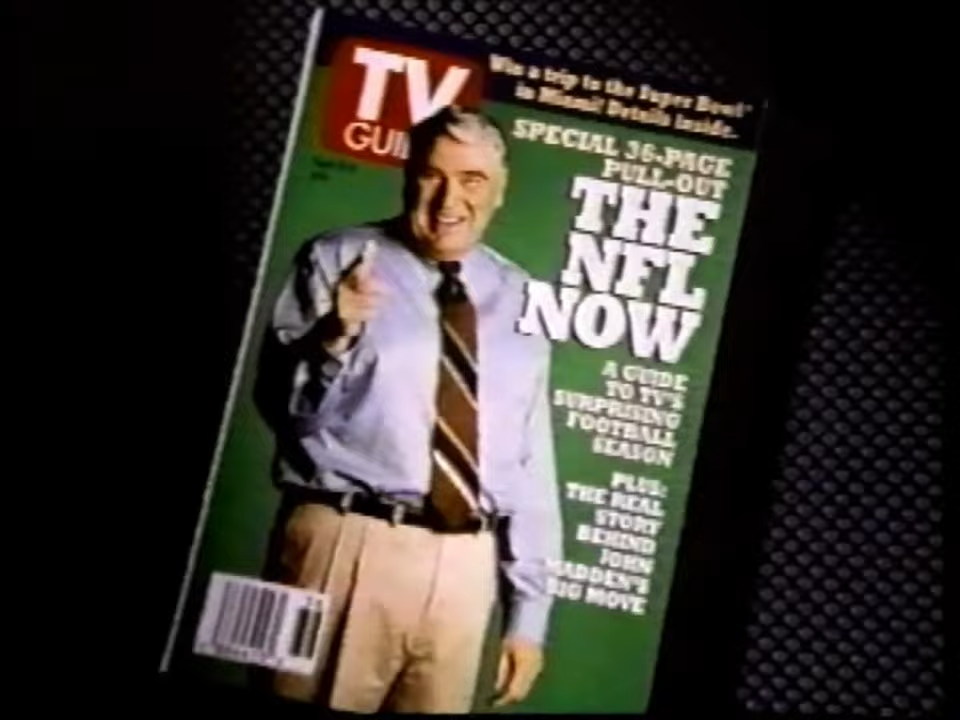 TV
GUI
Win a trip to the Super Bowl
in Miami! Details inside.
SPECIAL 36-PAGE
PULL-OUT
THE
NFL
NOW
A GUIDE
TO TV'S
SURPRISING
FOOTBALL
SEASON
PLUS:
THE REAL
STORY
BEHIND
JOHN
MADDEN'S
BIG MOVE